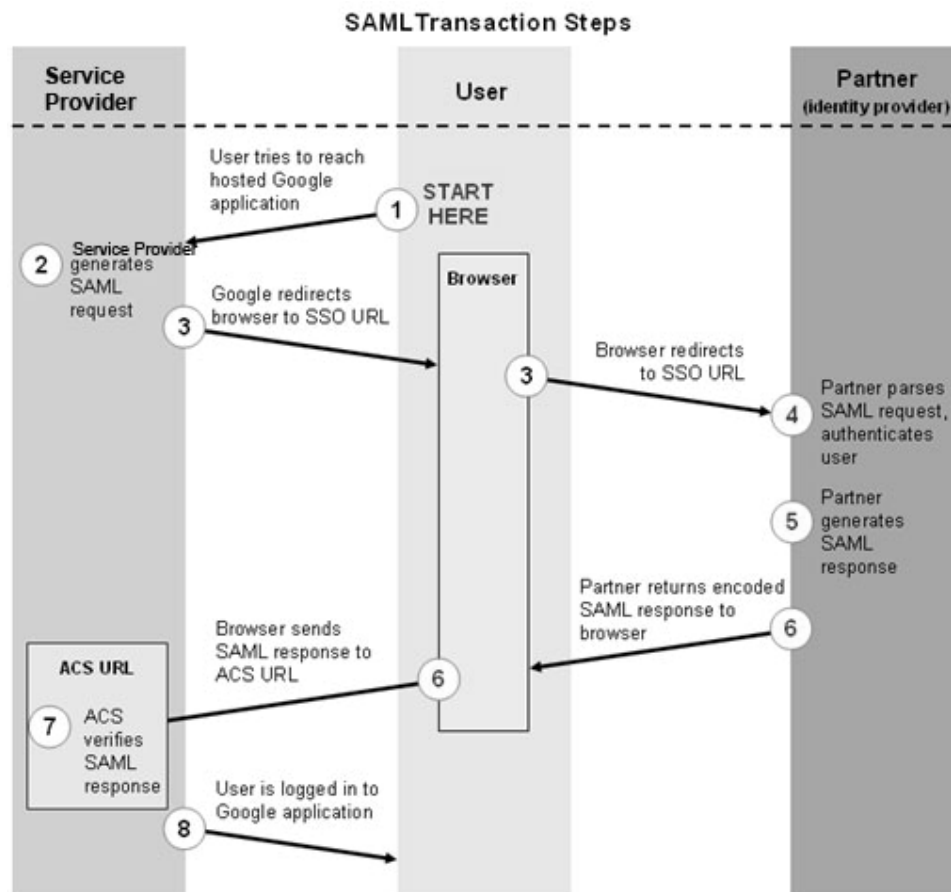 SAML Transaction Steps
Service
Provider
User
Partner
(identity provider)
User tries to reach
hosted Google
application
1
START
HERE
2
Service Provider
generates
SAML
request
Browser
3
Google redirects
browser to SSO URL
3
Browser redirects
to SSO URL
4
Partner parses
SAML request,
authenticates
user
5
Partner
generates
SAML
response
Partner returns encoded
SAML response to
browser
6
Browser sends
SAML response to
ACS URL
6
ACS URL
7
ACS
verifies
SAML
response
8
User is logged in to
Google application